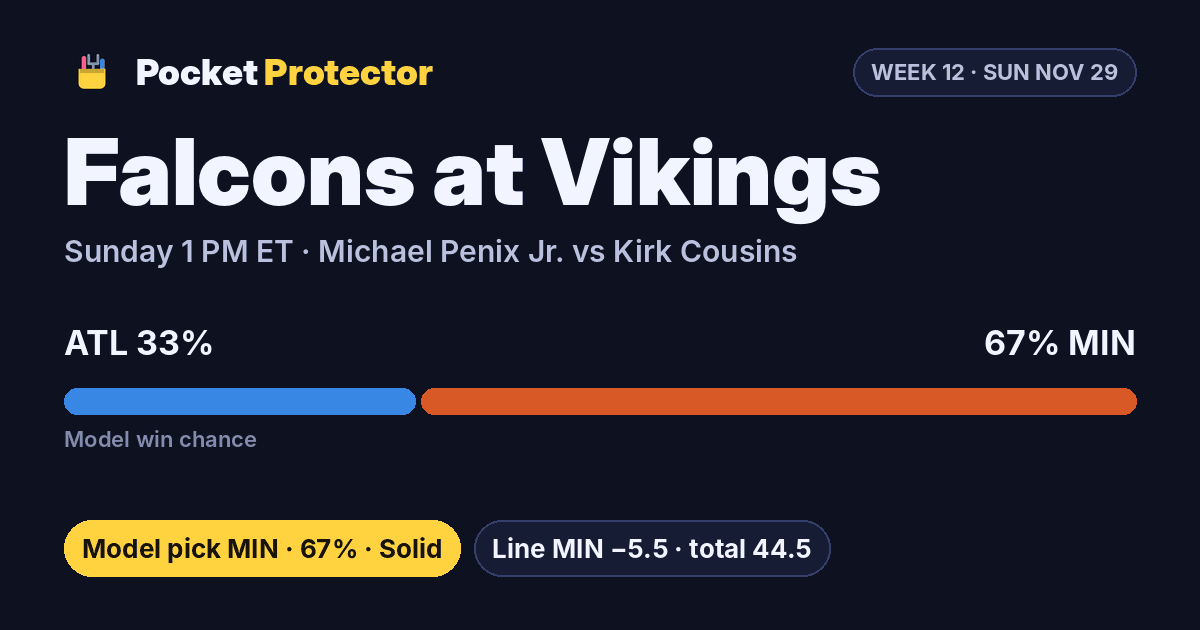 Pocket Protector
WEEK 12 · SUN NOV 29
Falcons at Vikings
Sunday 1 PM ET · Michael Penix Jr. vs Kirk Cousins
ATL 33%
67% MIN
Model win chance
Model pick MIN · 67% · Solid
Line MIN −5.5 · total 44.5